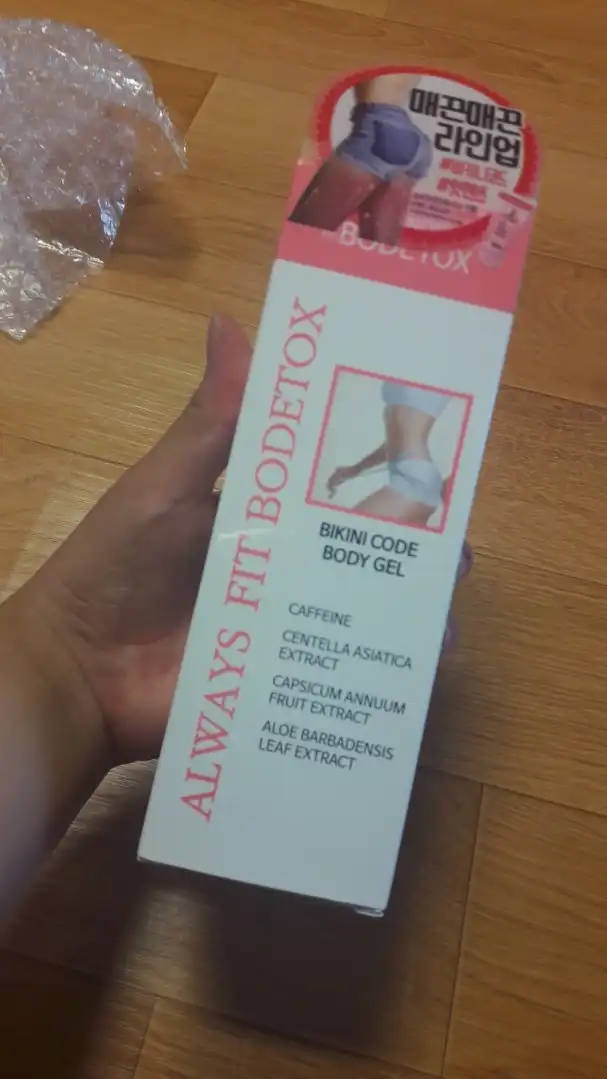 매끈매끈
라인업
BODETOX
ALWAYS FIT BODETOX
BIKINI CODE
BODY GEL
CAFFEINE
CENTELLA ASIATICA
EXTRACT
CAPSICUM ANNUUM
FRUIT EXTRACT
ALOE BARBADENSIS
LEAF EXTRACT